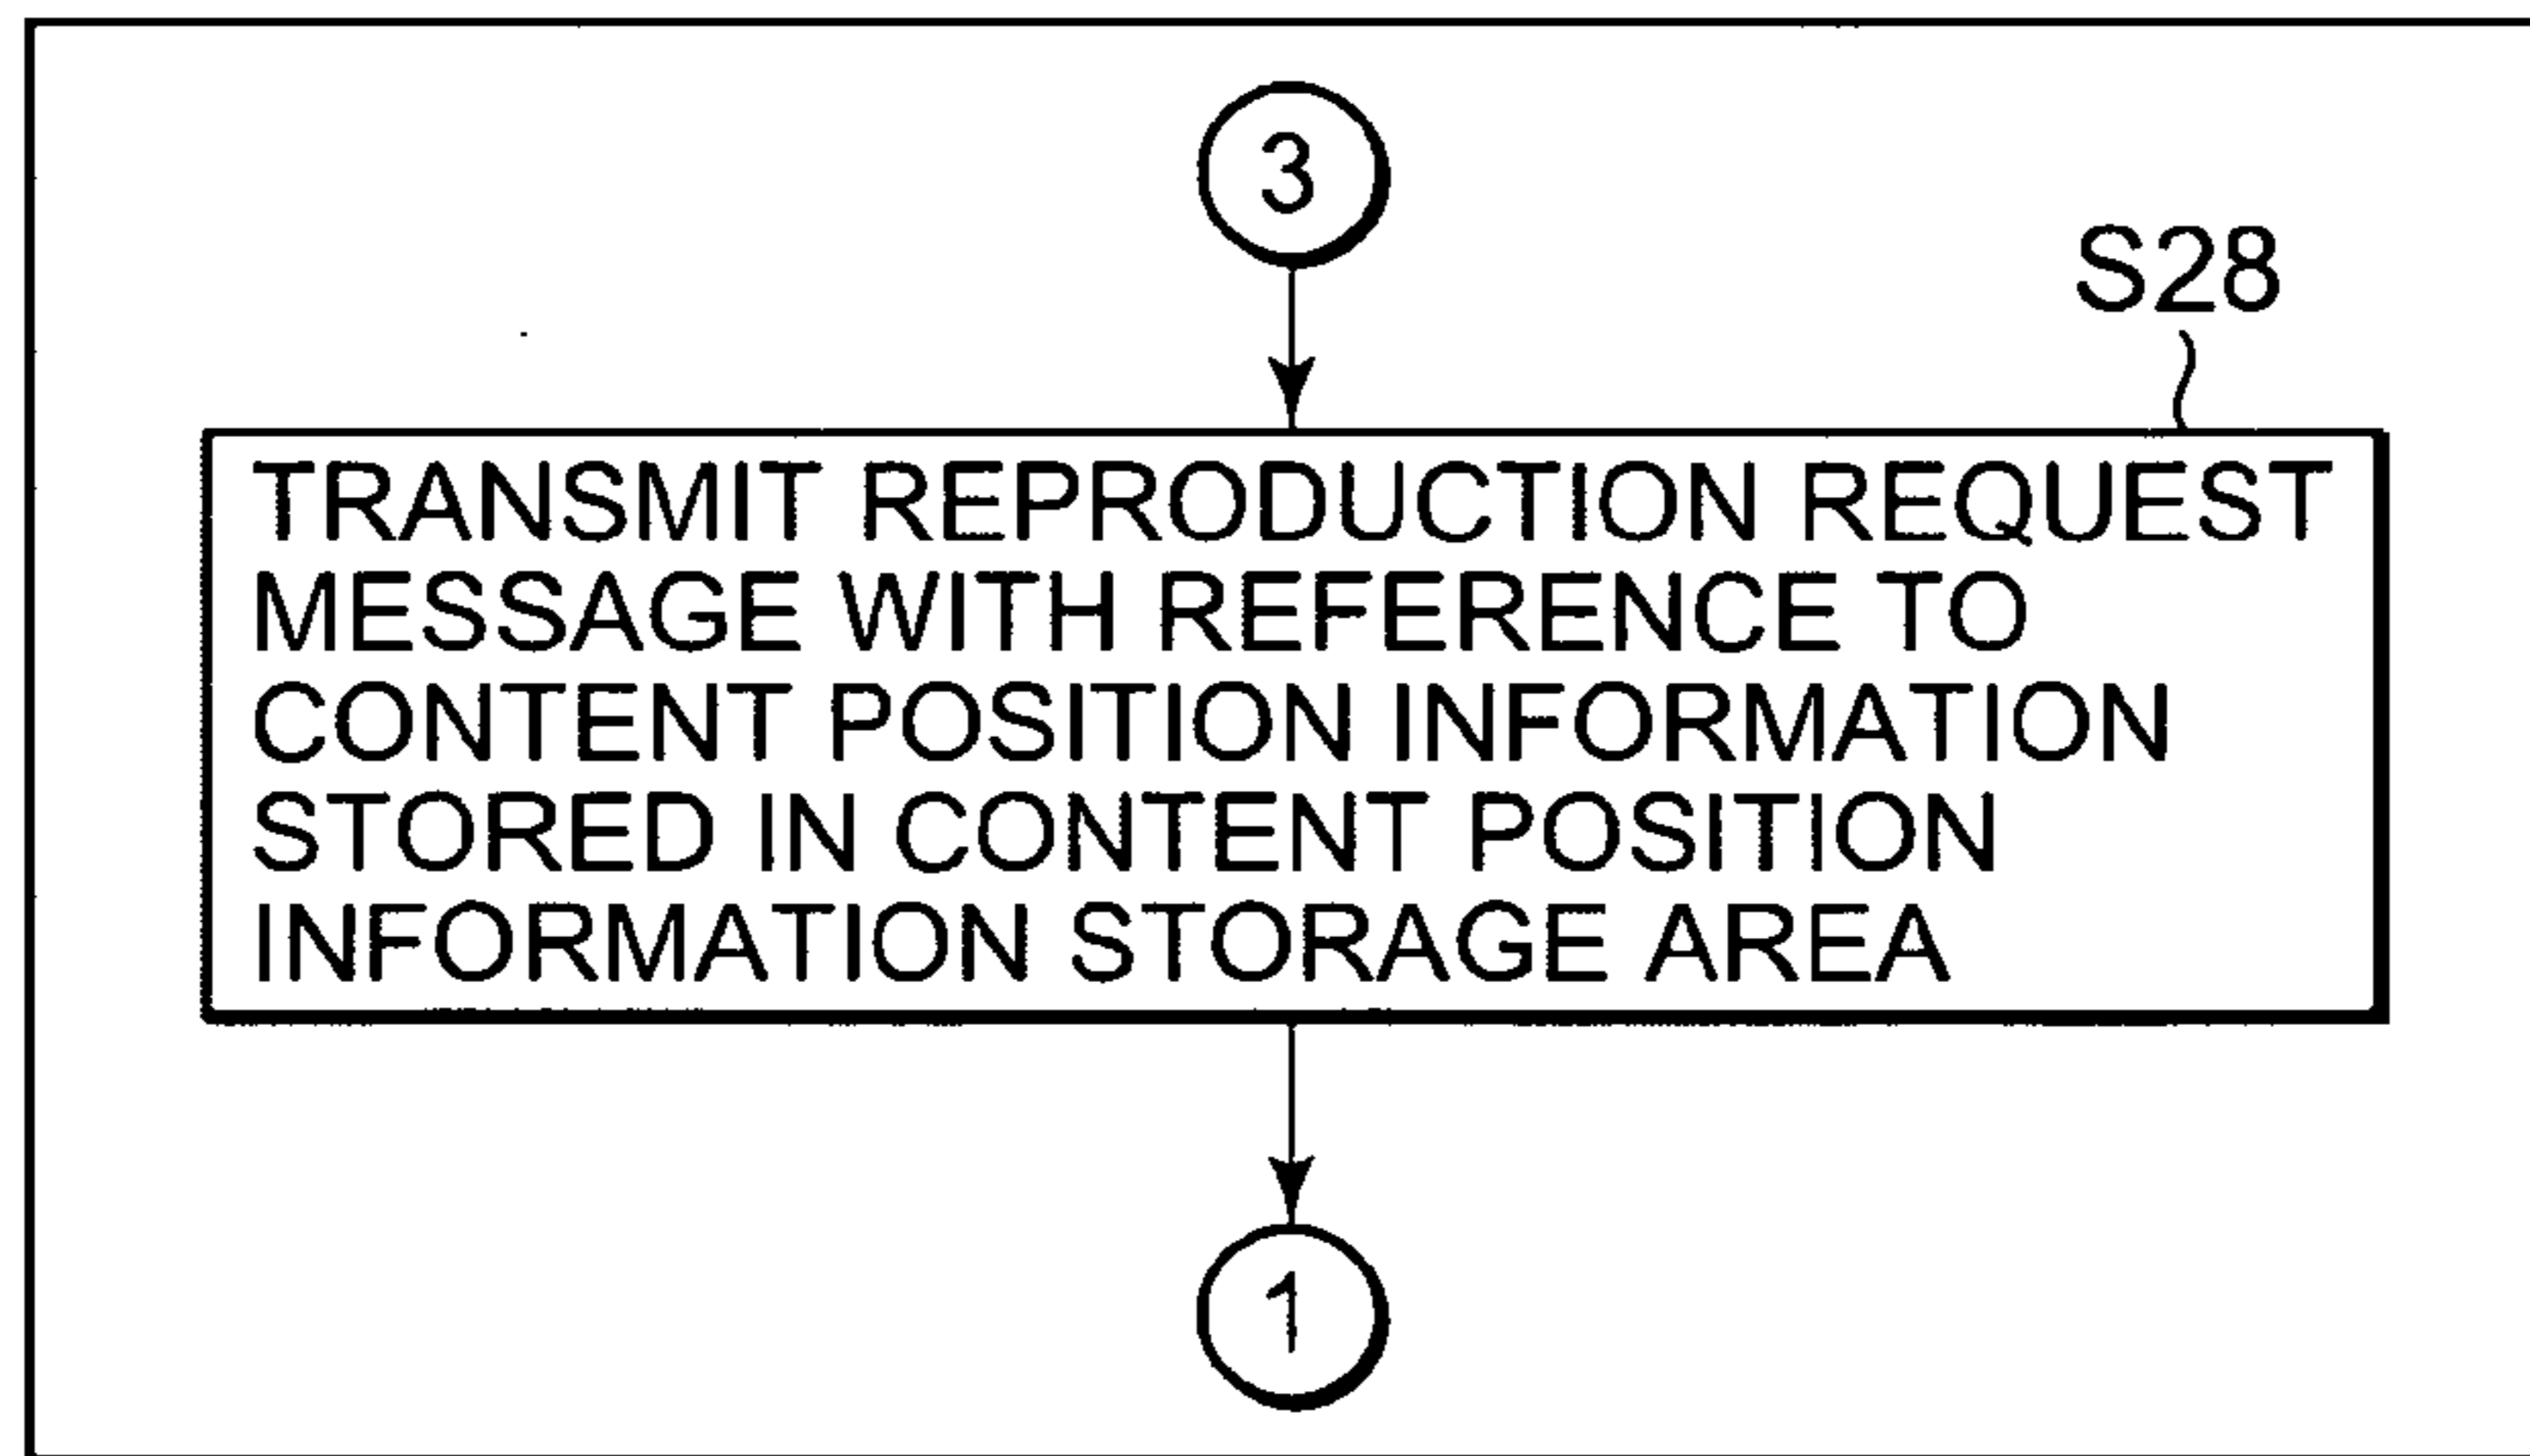 3
S28
TRANSMIT REPRODUCTION REQUEST
MESSAGE WITH REFERENCE TO
CONTENT POSITION INFORMATION
STORED IN CONTENT POSITION
INFORMATION STORAGE AREA
1